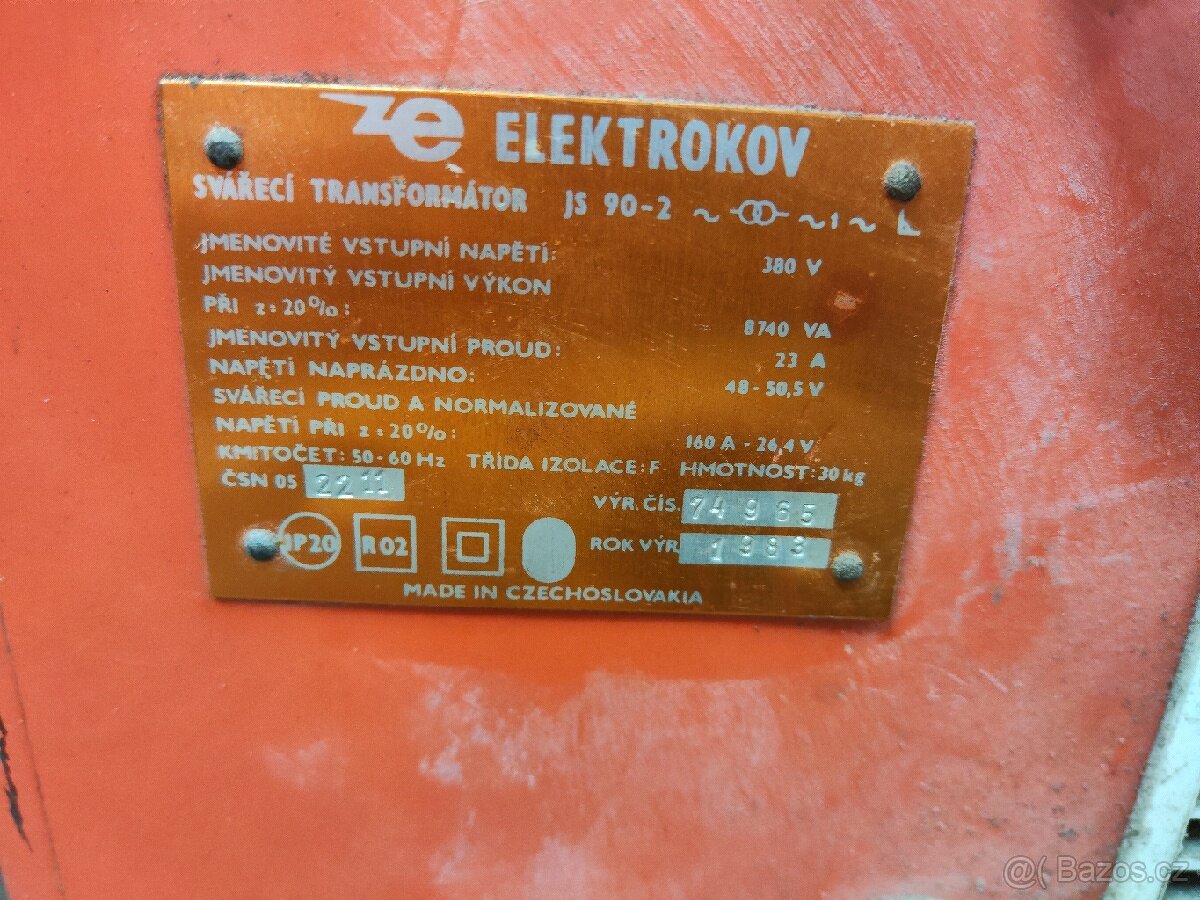 ze ELEKTROKOV
SVÁŘECÍ TRANSFORMÁTOR JS 90-2
JMENOVITÉ VSTUPNÍ NAPĚTÍ: 380 V
JMENOVITÝ VSTUPNÍ VÝKON
PŘI z=20%: 8740 VA
JMENOVITÝ VSTUPNÍ PROUD: 23 A
NAPĚTÍ NAPRÁZDNO: 48-50,5 V
SVÁŘECÍ PROUD A NORMALIZOVANÉ
NAPĚTÍ PŘI z=20%: 160 A-26,4 V
KMITOČET: 50-60 Hz TŘÍDA IZOLACE: F HMOTNOST: 30 kg
ČSN 05 2211
VÝR. ČÍS. 74965
JP20 R02 ROK VÝR. 1983
MADE IN CZECHOSLOVAKIA
Bazos.cz